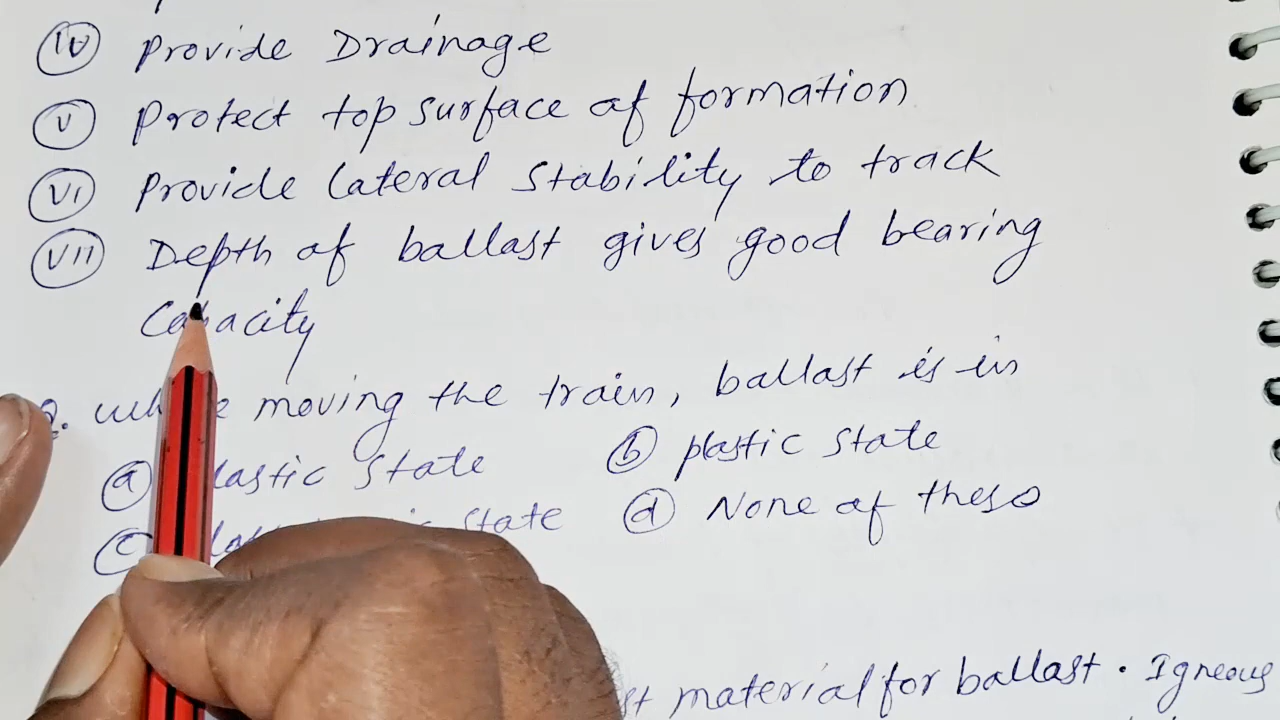 (iv) Provide Drainage
(v) Protect top surface of formation
(vi) Provide lateral stability to track
(vii) Depth of ballast gives good bearing
Capacity
Q. while moving the train, ballast is in
(a) elastic state (b) plastic state
(c) state (d) None of these
material for ballast. Igneous